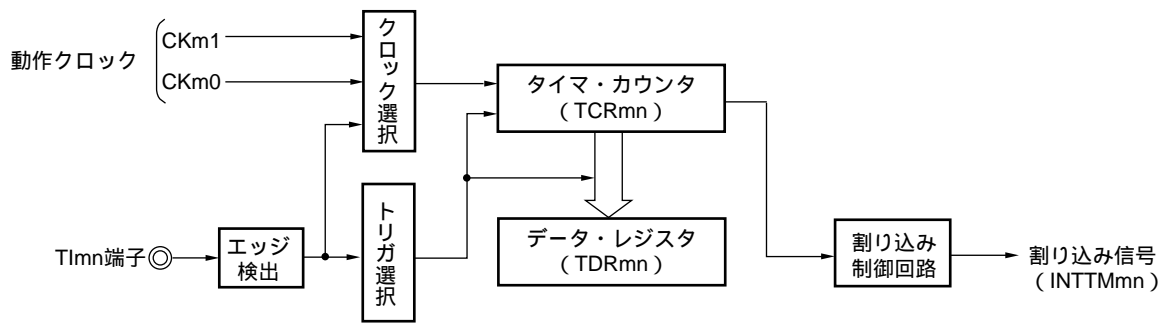 動作クロック
CKm1
CKm0
クロック選択
タイマ・カウンタ
(TCRmn)
トリガ選択
データ・レジスタ
(TDRmn)
TImn端子
エッジ
検出
割り込み
制御回路
割り込み信号
(INTTMmn)